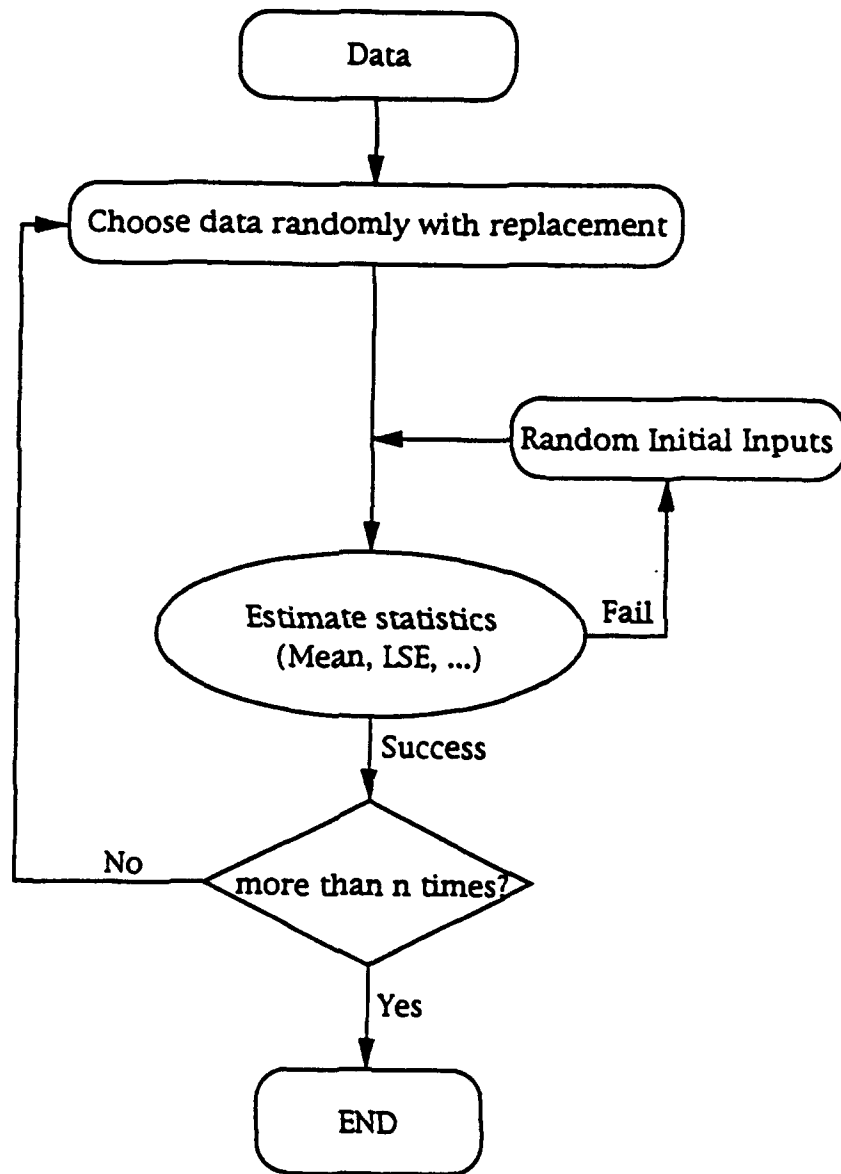 Data
Choose data randomly with replacement
Random Initial Inputs
Estimate statistics
(Mean, LSE, ...)
Fail
Success
No
more than n times?
Yes
END